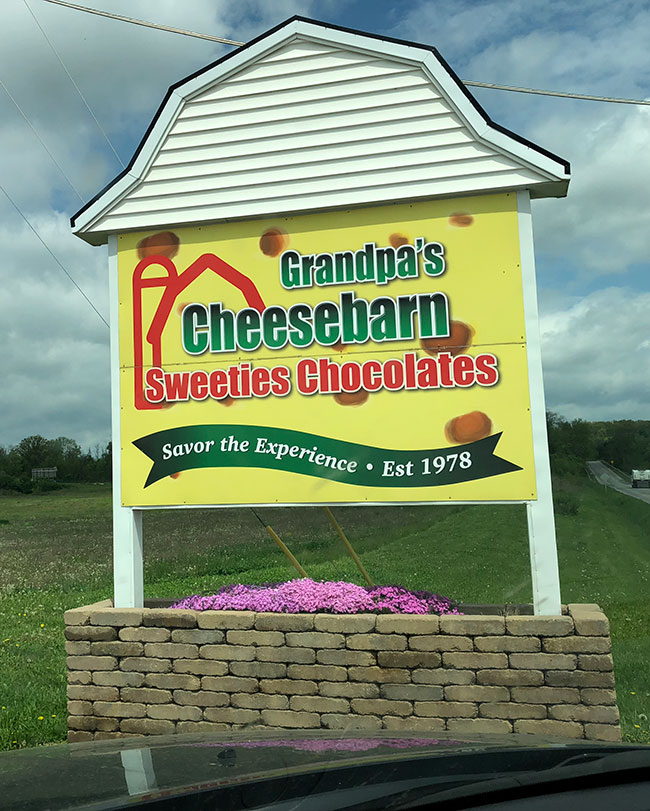 Grandpa's
Cheesebarn
Sweeties Chocolates
Savor the Experience • Est 1978